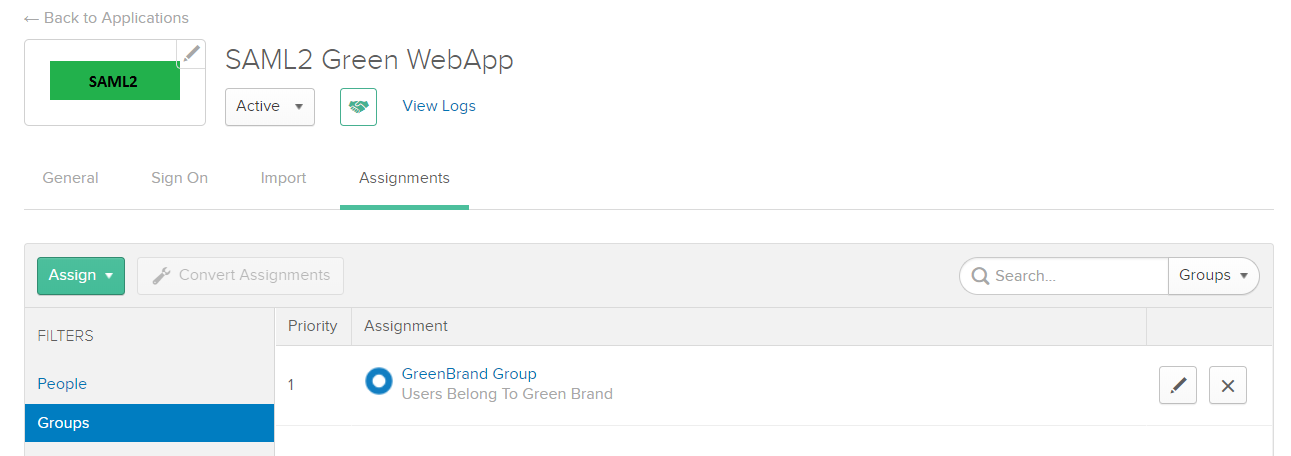 ← Back to Applications
SAML2
SAML2 Green WebApp
Active
View Logs
General Sign On Import Assignments
Assign Convert Assignments Search... Groups
FILTERS
Priority Assignment
People
1
GreenBrand Group
Users Belong To Green Brand
Groups